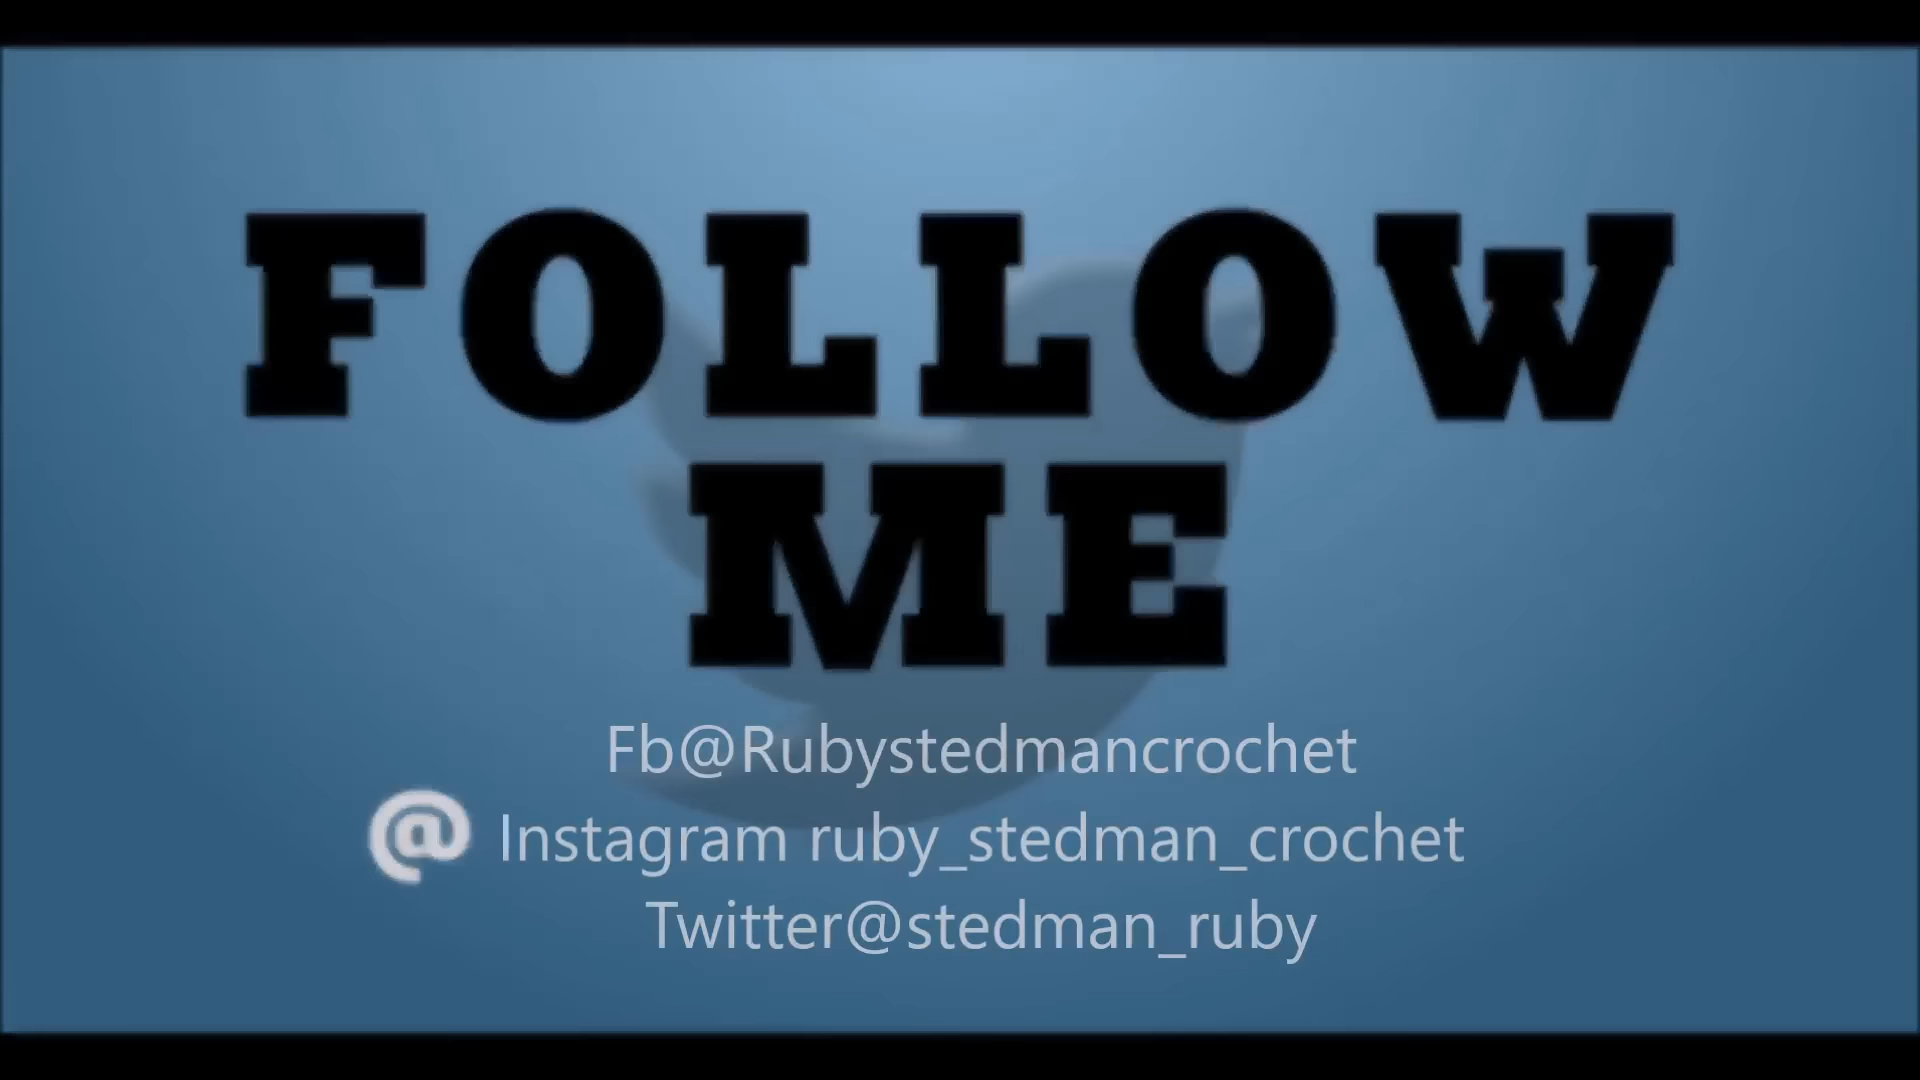 FOLLOW
ME
Fb@Rubystedmancrochet
@ Instagram ruby_stedman_crochet
Twitter@stedman_ruby